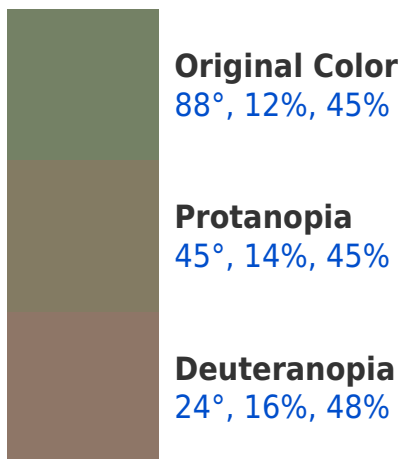 Original Color
88°, 12%, 45%
Protanopia
45°, 14%, 45%
Deuteranopia
24°, 16%, 48%